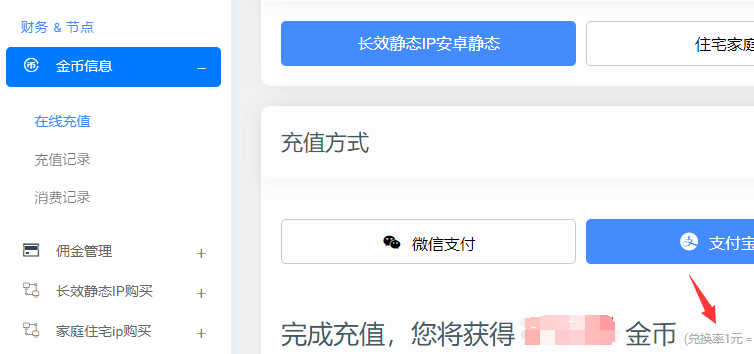 财务 & 节点
金币信息
在线充值
充值记录
消费记录
佣金管理
长效静态IP购买
家庭住宅ip购买
长效静态IP安卓静态
住宅家庭
充值方式
微信支付
支付宝
完成充值，您将获得 金币 (兑换率1元 =